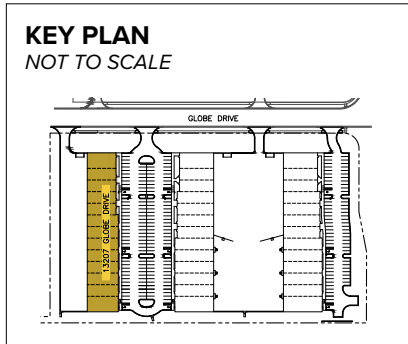 KEY PLAN
NOT TO SCALE
GLOBE DRIVE
13207 GLOBE DRIVE